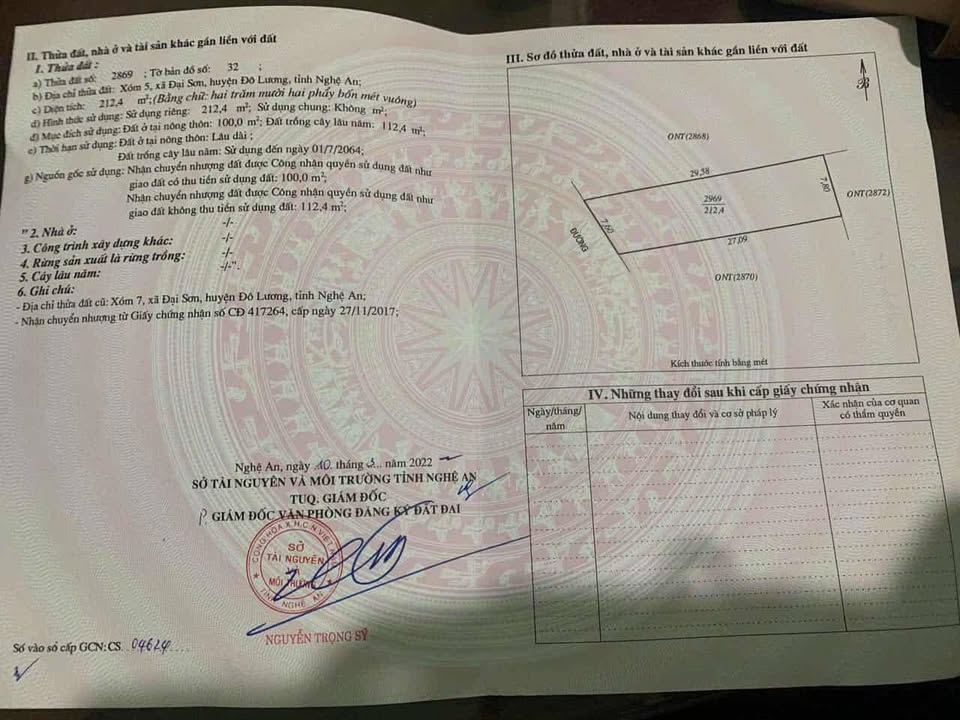 II. Thửa đất, nhà ở và tài sản khác gắn liền với đất
1. Thửa đất:
a) Thửa đất số: 2869 ; Tờ bản đồ số: 32 ;
b) Địa chỉ thửa đất: Xóm 5, xã Đại Sơn, huyện Đô Lương, tỉnh Nghệ An;
c) Diện tích: 212,4 m²;(Bằng chữ: hai trăm mười hai phẩy bốn mét vuông)
d) Hình thức sử dụng: Sử dụng riêng: 212,4 m²; Sử dụng chung: Không m²;
đ) Mục đích sử dụng: Đất ở tại nông thôn: 100,0 m²; Đất trồng cây lâu năm: 112,4 m²;
e) Thời hạn sử dụng: Đất ở tại nông thôn: Lâu dài ;
Đất trồng cây lâu năm: Sử dụng đến ngày 01/7/2064;
g) Nguồn gốc sử dụng: Nhận chuyển nhượng đất được Công nhận quyền sử dụng đất như
giao đất có thu tiền sử dụng đất: 100,0 m²;
Nhận chuyển nhượng đất được Công nhận quyền sử dụng đất như
giao đất không thu tiền sử dụng đất: 112,4 m²;
" 2. Nhà ở: -/-
3. Công trình xây dựng khác: -/-
4. Rừng sản xuất là rừng trồng: -/-
5. Cây lâu năm: -/-".
6. Ghi chú:
- Địa chỉ thửa đất cũ: Xóm 7, xã Đại Sơn, huyện Đô Lương, tỉnh Nghệ An;
- Nhận chuyển nhượng từ Giấy chứng nhận số CĐ 417264, cấp ngày 27/11/2017;
Nghệ An, ngày 10 tháng 3 năm 2022
SỞ TÀI NGUYÊN VÀ MÔI TRƯỜNG TỈNH NGHỆ AN
TUQ. GIÁM ĐỐC
P. GIÁM ĐỐC VĂN PHÒNG ĐĂNG KÝ ĐẤT ĐAI
CỘNG HÒA X.H.C.N VIỆT NAM
SỞ
TÀI NGUYÊN
VÀ
MÔI TRƯỜNG
TỈNH NGHỆ AN
NGUYỄN TRỌNG SỸ
Số vào sổ cấp GCN: CS. 04624
III. Sơ đồ thửa đất, nhà ở và tài sản khác gắn liền với đất
B
ONT(2868)
29,58
7,80
ONT(2872)
2969
212,4
7,60
ĐƯỜNG
27,09
ONT(2870)
Kích thước tính bằng mét
IV. Những thay đổi sau khi cấp giấy chứng nhận
Ngày/tháng/
năm
Nội dung thay đổi và cơ sở pháp lý
Xác nhận của cơ quan
có thẩm quyền